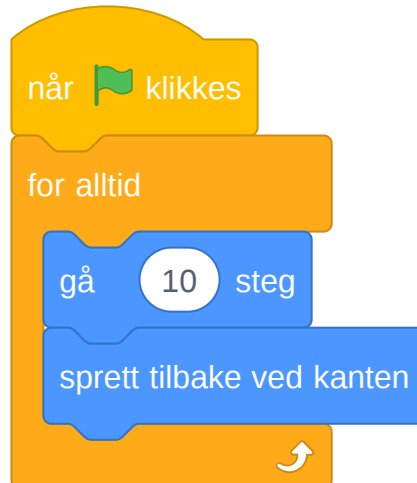 når klikkes
for alltid
gå 10 steg
sprett tilbake ved kanten